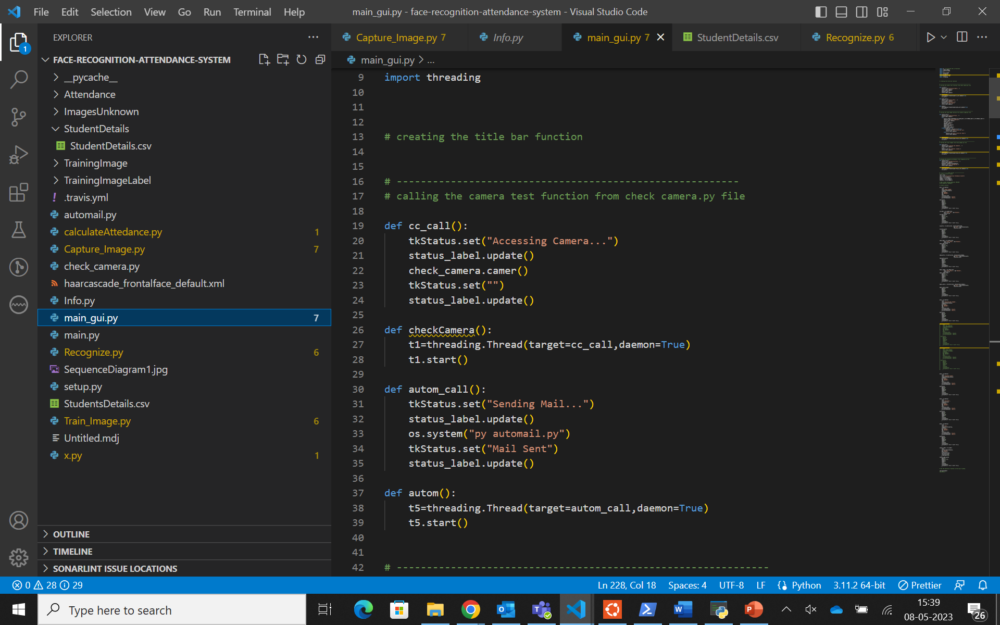 File Edit Selection View Go Run Terminal Help
main_gui.py - face-recognition-attendance-system - Visual Studio Code
1
EXPLORER
FACE-RECOGNITION-ATTENDANCE-SYSTEM
__pycache__
Attendance
ImagesUnknown
StudentDetails
StudentDetails.csv
TrainingImage
TrainingImageLabel
.travis.yml
automail.py
calculateAttedance.py 1
Capture_Image.py 7
check_camera.py
haarcascade_frontalface_default.xml
Info.py
main_gui.py 7
main.py
Recognize.py 6
SequenceDiagram1.jpg
setup.py
StudentsDetails.csv
Train_Image.py 6
Untitled.mdj
x.py 1
OUTLINE
TIMELINE
SONARLINT ISSUE LOCATIONS
Capture_Image.py 7 Info.py main_gui.py 7 StudentDetails.csv Recognize.py 6
main_gui.py > ...
9 import threading
10
11
12
13 # creating the title bar function
14
15
16 # ---------------------------------------------------------
17 # calling the camera test function from check camera.py file
18
19 def cc_call():
20 tkStatus.set("Accessing Camera...")
21 status_label.update()
22 check_camera.camer()
23 tkStatus.set("")
24 status_label.update()
25
26 def checkCamera():
27 t1=threading.Thread(target=cc_call,daemon=True)
28 t1.start()
29
30 def autom_call():
31 tkStatus.set("Sending Mail...")
32 status_label.update()
33 os.system("py automail.py")
34 tkStatus.set("Mail Sent")
35 status_label.update()
36
37 def autom():
38 t5=threading.Thread(target=autom_call,daemon=True)
39 t5.start()
40
41
42 # --------------------------------------------------------------
0 28 29
Ln 228, Col 18 Spaces: 4 UTF-8 LF Python 3.11.2 64-bit Prettier
Type here to search
15:39
08-05-2023
26